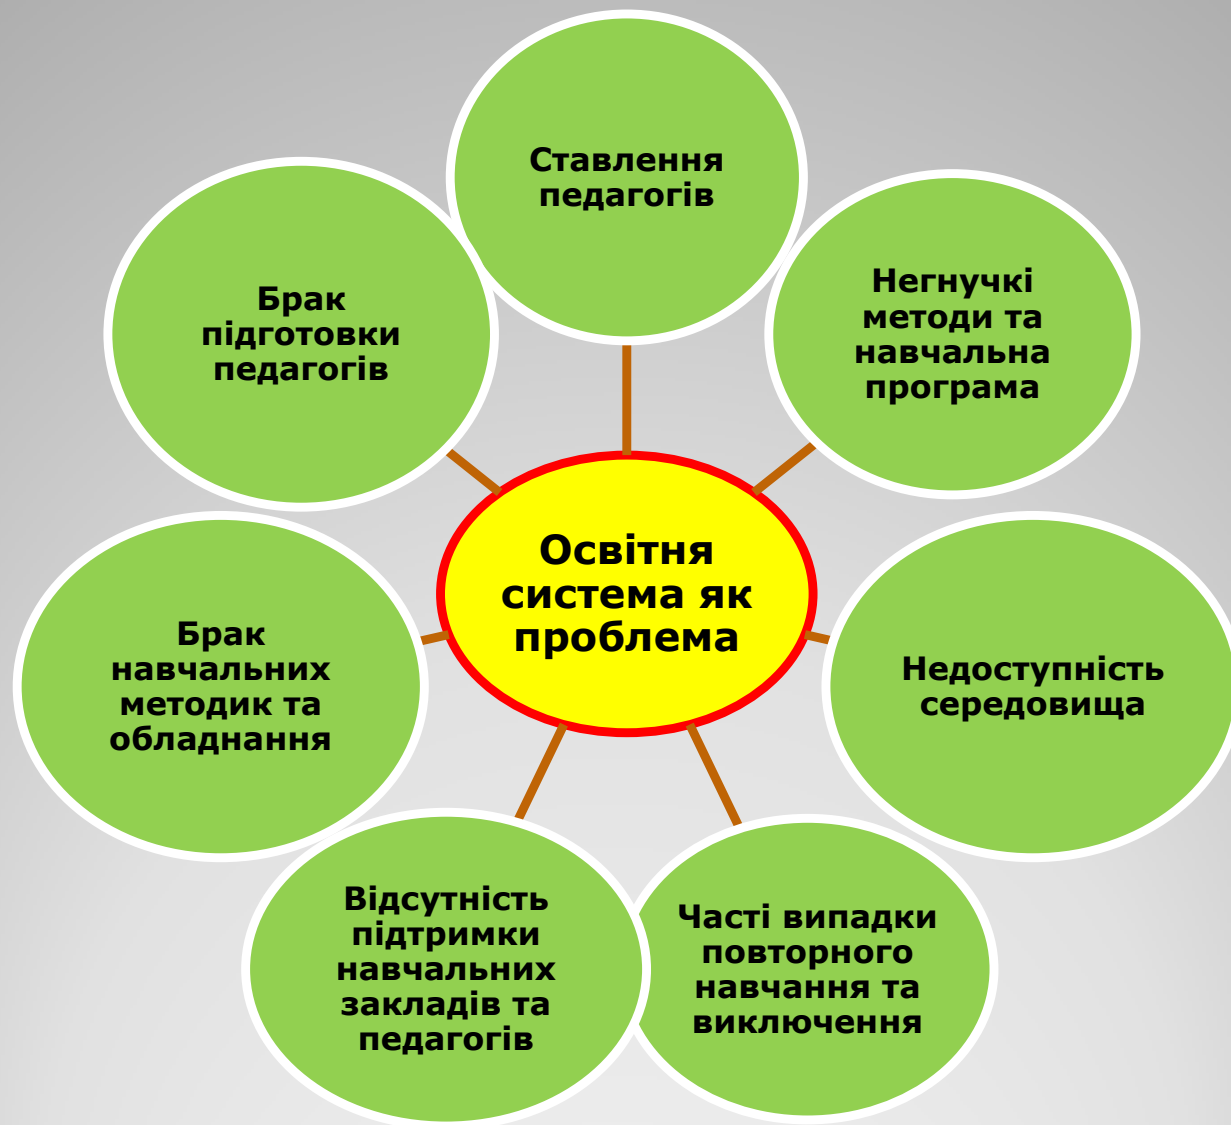 Ставлення
педагогів
Негнучкі
методи та
навчальна
програма
Недоступність
середовища
Часті випадки
повторного
навчання та
виключення
Відсутність
підтримки
навчальних
закладів та
педагогів
Брак
навчальних
методик та
обладнання
Брак
підготовки
педагогів
Освітня
система як
проблема